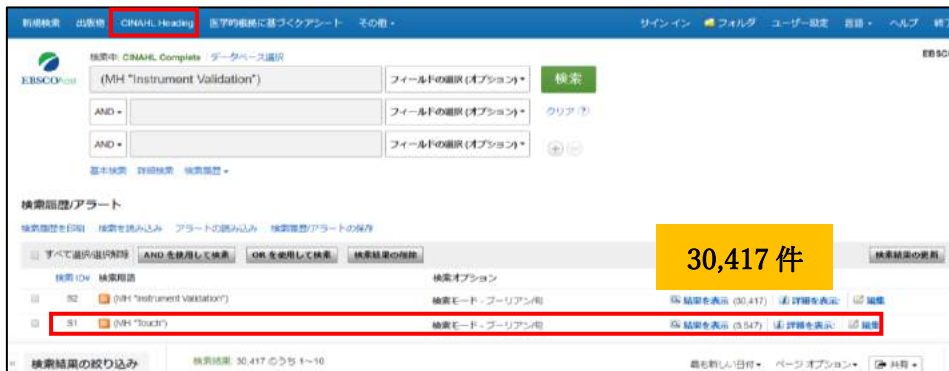 新規検索 出版物 CINAHL Heading 医学的根拠に基づくケアシート その他
サインイン フォルダ ユーザー設定 言語 ヘルプ 終了
検索中: CINAHL Complete データベース選択
EBSCO
EBSCOhost
(MH "Instrument Validation") フィールドの選択 (オプション) 検索
AND フィールドの選択 (オプション) クリア ?
AND フィールドの選択 (オプション)
基本検索 詳細検索 検索履歴
検索履歴/アラート
検索履歴を印刷 検索を読み込み アラートの読み込み 検索履歴/アラートの保存
すべて選択/選択解除 AND を使用して検索 OR を使用して検索 検索結果の削除 30,417 件 検索結果の更新
検索 ID# 検索用語 検索オプション
S2 (MH "Instrument Validation") 検索モード - ブーリアン/句 結果を表示 (30,417) 詳細を表示 編集
S1 (MH "Touch") 検索モード - ブーリアン/句 結果を表示 (3,547) 詳細を表示 編集
検索結果の絞り込み 検索結果: 30,417 のうち 1~10 最も新しい日付 ページ オプション 共有